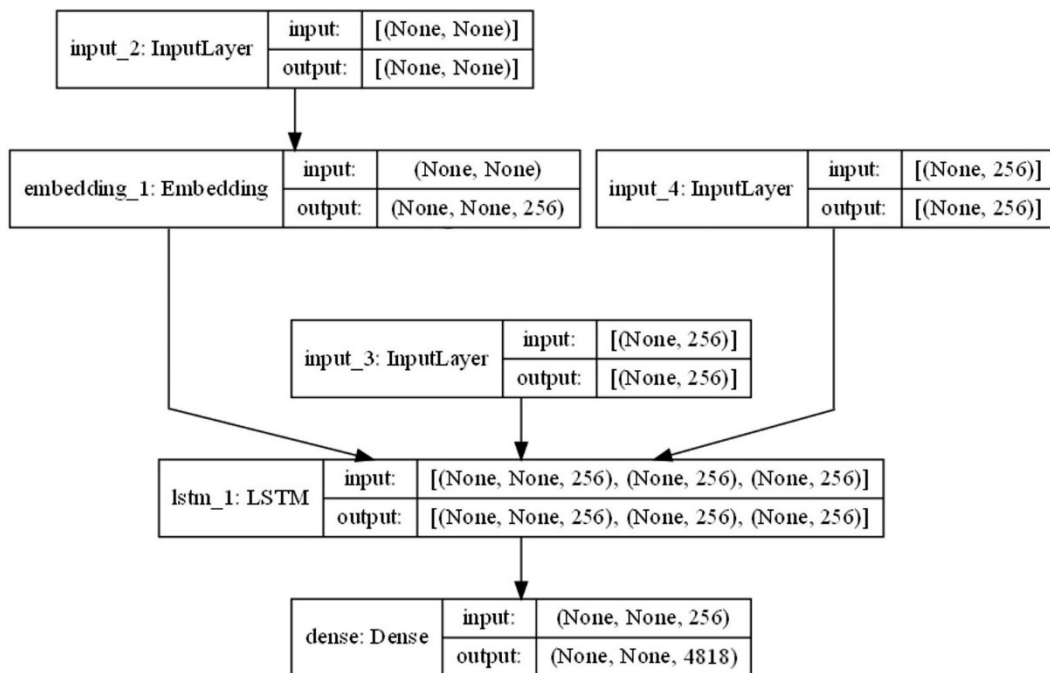 input_2: InputLayer
input: [(None, None)]
output: [(None, None)]
embedding_1: Embedding
input: (None, None)
output: (None, None, 256)
input_4: InputLayer
input: [(None, 256)]
output: [(None, 256)]
input_3: InputLayer
input: [(None, 256)]
output: [(None, 256)]
lstm_1: LSTM
input: [(None, None, 256), (None, 256), (None, 256)]
output: [(None, None, 256), (None, 256), (None, 256)]
dense: Dense
input: (None, None, 256)
output: (None, None, 4818)